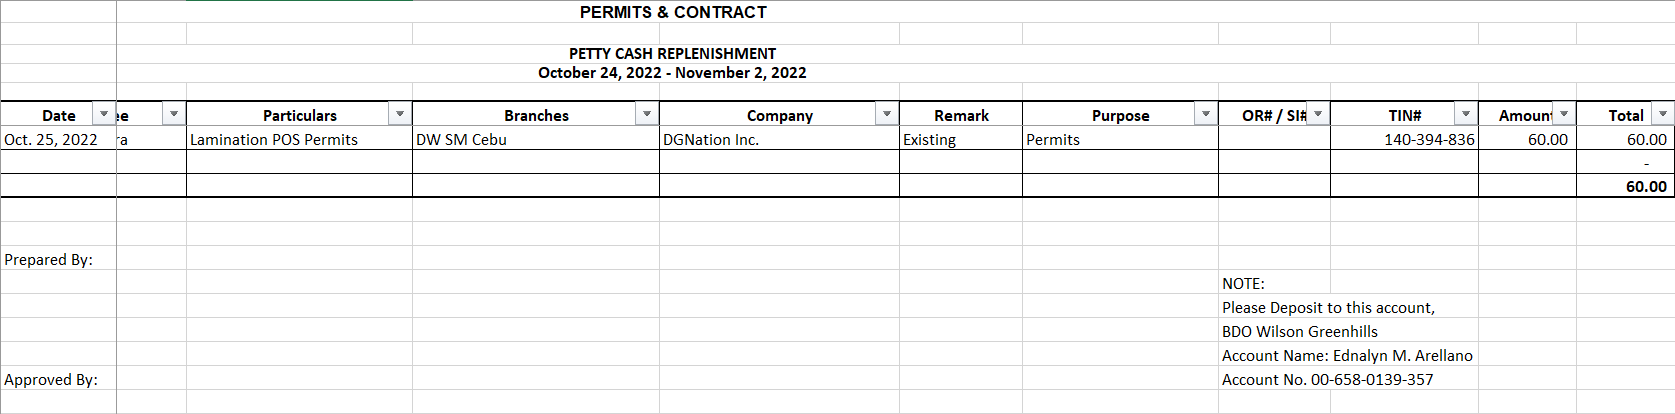 PERMITS & CONTRACT
PETTY CASH REPLENISHMENT
October 24, 2022 - November 2, 2022
Date ee Particulars Branches Company Remark Purpose OR# / SI# TIN# Amount Total
Oct. 25, 2022 ra Lamination POS Permits DW SM Cebu DGNation Inc. Existing Permits 140-394-836 60.00 60.00
-
60.00
Prepared By:
NOTE:
Please Deposit to this account,
BDO Wilson Greenhills
Account Name: Ednalyn M. Arellano
Approved By: Account No. 00-658-0139-357